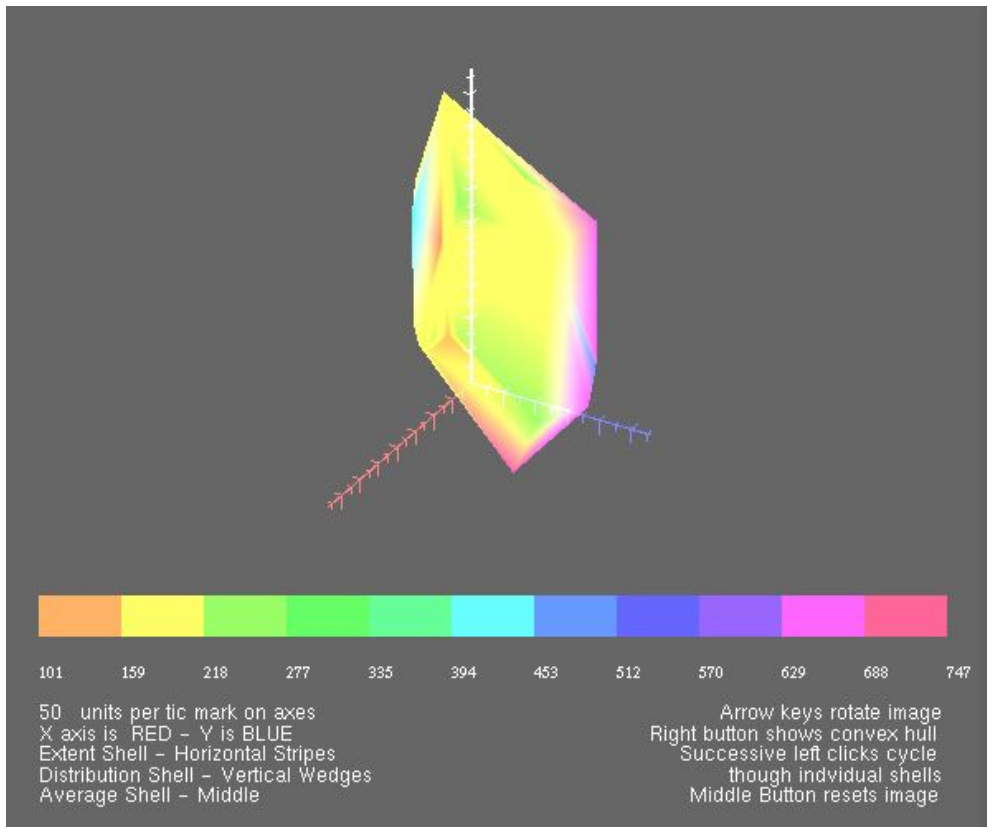 101 159 218 277 335 394 453 512 570 629 688 747
50 units per tic mark on axes
X axis is RED - Y is BLUE
Extent Shell - Horizontal Stripes
Distribution Shell - Vertical Wedges
Average Shell - Middle
Arrow keys rotate image
Right button shows convex hull
Successive left clicks cycle
though indvidual shells
Middle Button resets image